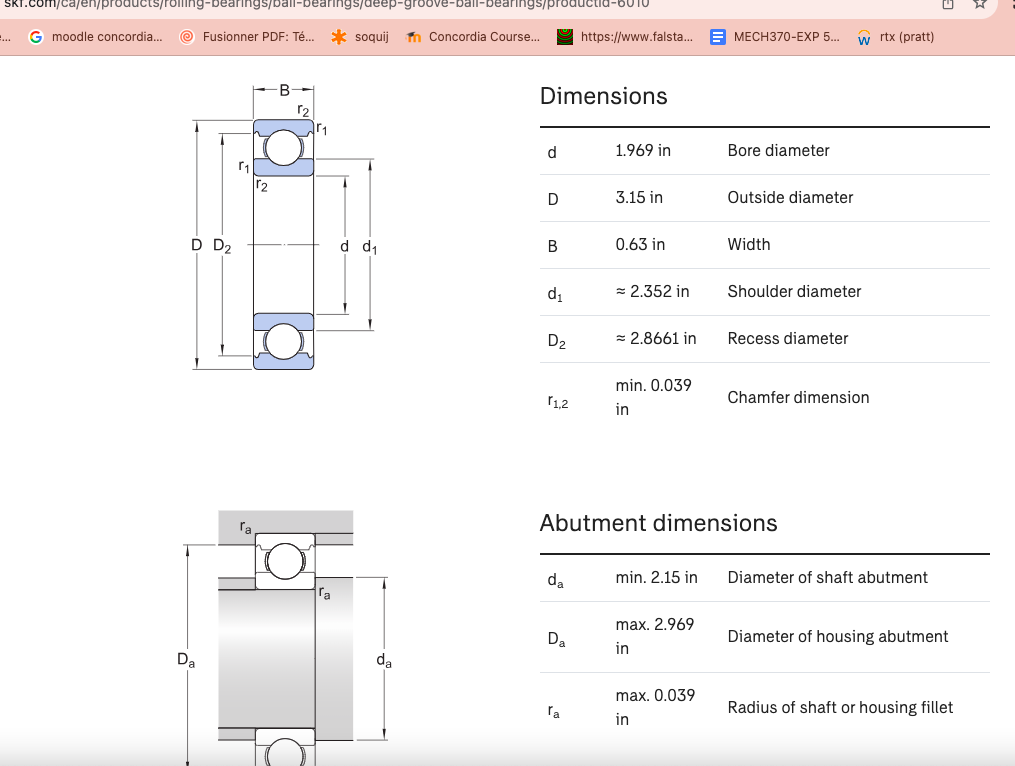 skf.com/ca/en/products/rolling-bearings/ball-bearings/deep-groove-ball-bearings/productid-6010
e... moodle concordia... Fusionner PDF: Té... soquij Concordia Course... https://www.falsta... MECH370-EXP 5... rtx (pratt)
B
r2
r1
r1
r2
D D2 d d1
Dimensions
d 1.969 in Bore diameter
D 3.15 in Outside diameter
B 0.63 in Width
d1 ≈ 2.352 in Shoulder diameter
D2 ≈ 2.8661 in Recess diameter
r1,2 min. 0.039 in Chamfer dimension
ra
ra
Da da
Abutment dimensions
da min. 2.15 in Diameter of shaft abutment
Da max. 2.969 in Diameter of housing abutment
ra max. 0.039 in Radius of shaft or housing fillet